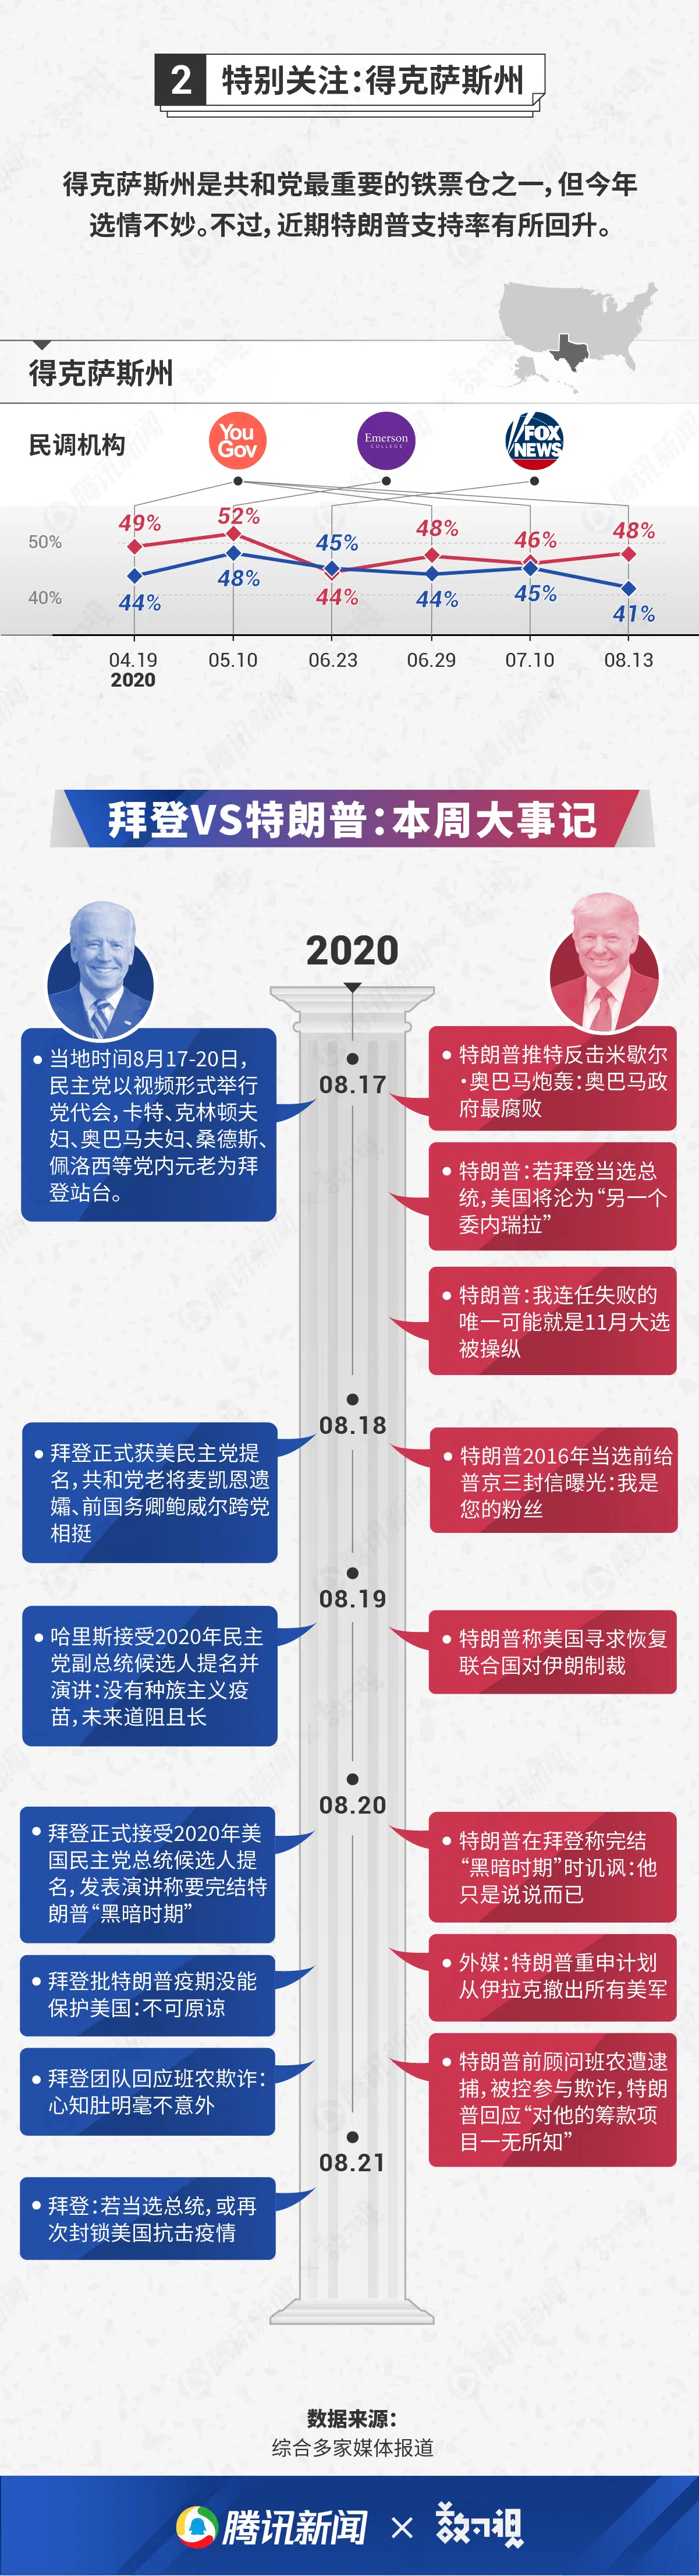 2 特别关注：得克萨斯州
得克萨斯州是共和党最重要的铁票仓之一，但今年
选情不妙。不过，近期特朗普支持率有所回升。
得克萨斯州
民调机构
You
Gov
Emerson
COLLEGE
FOX
NEWS
50%
40%
49%
52%
45%
48%
46%
48%
44%
48%
44%
44%
45%
41%
04.19
05.10
06.23
06.29
07.10
08.13
2020
拜登VS特朗普：本周大事记
2020
08.17
当地时间8月17-20日，
民主党以视频形式举行
党代会，卡特、克林顿夫
妇、奥巴马夫妇、桑德斯、
佩洛西等党内元老为拜
登站台。
特朗普推特反击米歇尔
·奥巴马炮轰：奥巴马政
府最腐败
特朗普：若拜登当选总
统，美国将沦为“另一个
委内瑞拉”
特朗普：我连任失败的
唯一可能就是11月大选
被操纵
08.18
拜登正式获美民主党提
名，共和党老将麦凯恩遗
孀、前国务卿鲍威尔跨党
相挺
特朗普2016年当选前给
普京三封信曝光：我是
您的粉丝
08.19
哈里斯接受2020年民主
党副总统候选人提名并
演讲：没有种族主义疫
苗，未来道阻且长
特朗普称美国寻求恢复
联合国对伊朗制裁
08.20
拜登正式接受2020年美
国民主党总统候选人提
名，发表演讲称要完结特
朗普“黑暗时期”
拜登批特朗普疫期没能
保护美国：不可原谅
拜登团队回应班农欺诈：
心知肚明毫不意外
特朗普在拜登称完结
“黑暗时期”时讥讽：他
只是说说而已
外媒：特朗普重申计划
从伊拉克撤出所有美军
特朗普前顾问班农遭逮
捕，被控参与欺诈，特朗
普回应“对他的筹款项
目一无所知”
08.21
拜登：若当选总统，或再
次封锁美国抗击疫情
数据来源：
综合多家媒体报道
腾讯新闻 × 数可视